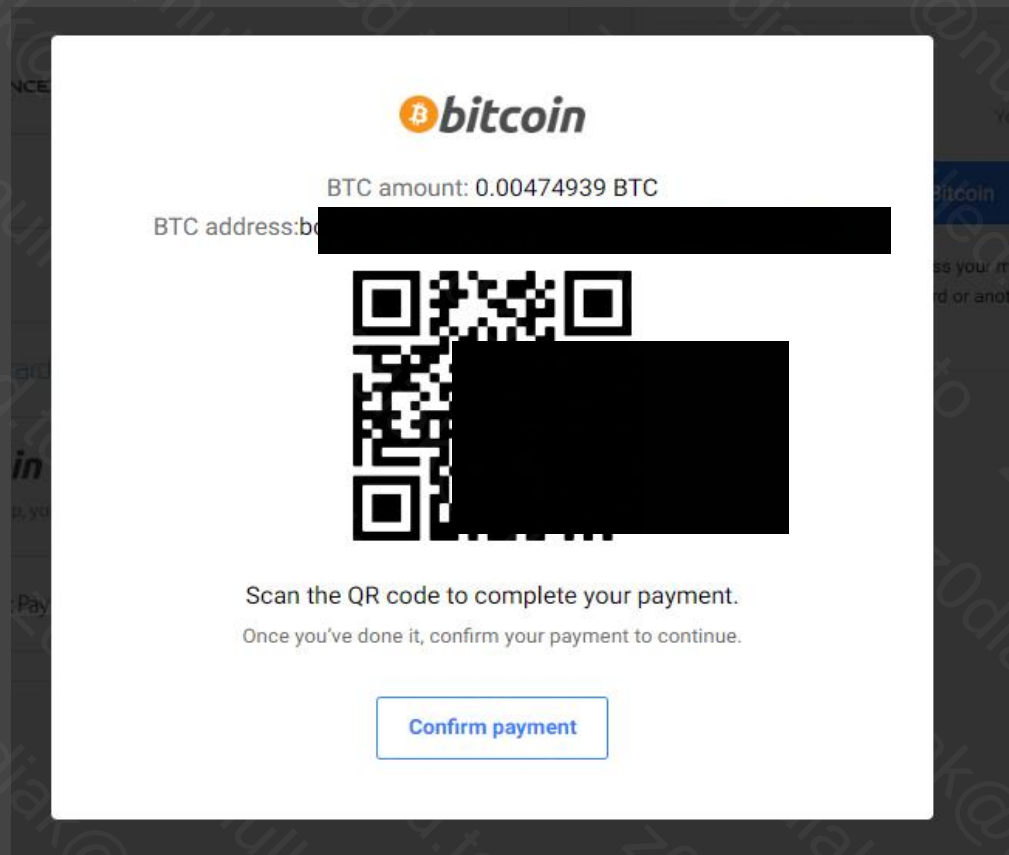 bitcoin
BTC amount: 0.00474939 BTC
BTC address:bc
Scan the QR code to complete your payment.
Once you've done it, confirm your payment to continue.
Confirm payment
Bitcoin